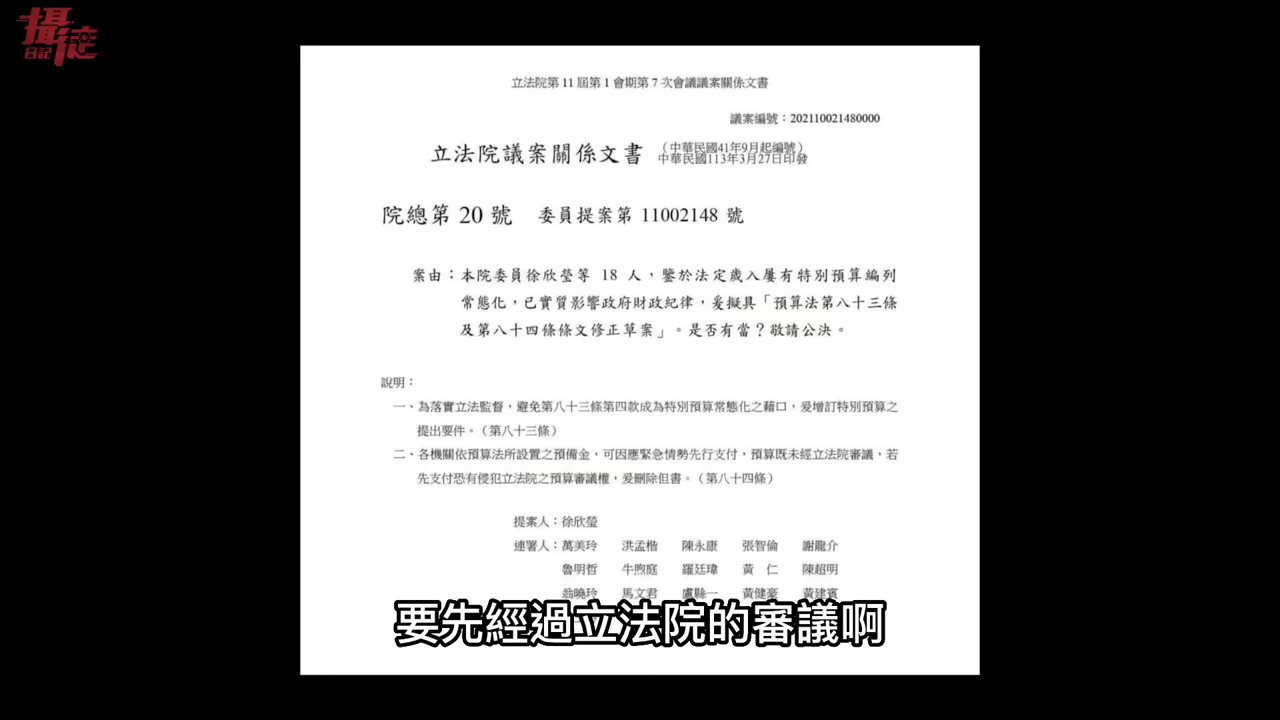 攝徒
日記
立法院第 11 屆第 1 會期第 7 次會議議案關係文書
議案編號：202110021480000
立法院議案關係文書 （中華民國41年9月起編號）
中華民國113年3月27日印發
院總第 20 號 委員提案第 11002148 號
案由：本院委員徐欣瑩等 18 人，鑒於法定歲入屢有特別預算編列
常態化，已實質影響政府財政紀律，爰擬具「預算法第八十三條
及第八十四條條文修正草案」。是否有當？敬請公決。
說明：
一、為落實立法監督，避免第八十三條第四款成為特別預算常態化之藉口，爰增訂特別預算之
提出要件。（第八十三條）
二、各機關依預算法所設置之預備金，可因應緊急情勢先行支付，預算既未經立法院審議，若
先支付恐有侵犯立法院之預算審議權，爰刪除但書。（第八十四條）
提案人：徐欣瑩
連署人：萬美玲 洪孟楷 陳永康 張智倫 謝龍介
魯明哲 牛煦庭 羅廷瑋 黃 仁 陳超明
翁曉玲 馬文君 盧縣一 黃健豪 黃建賓
要先經過立法院的審議啊